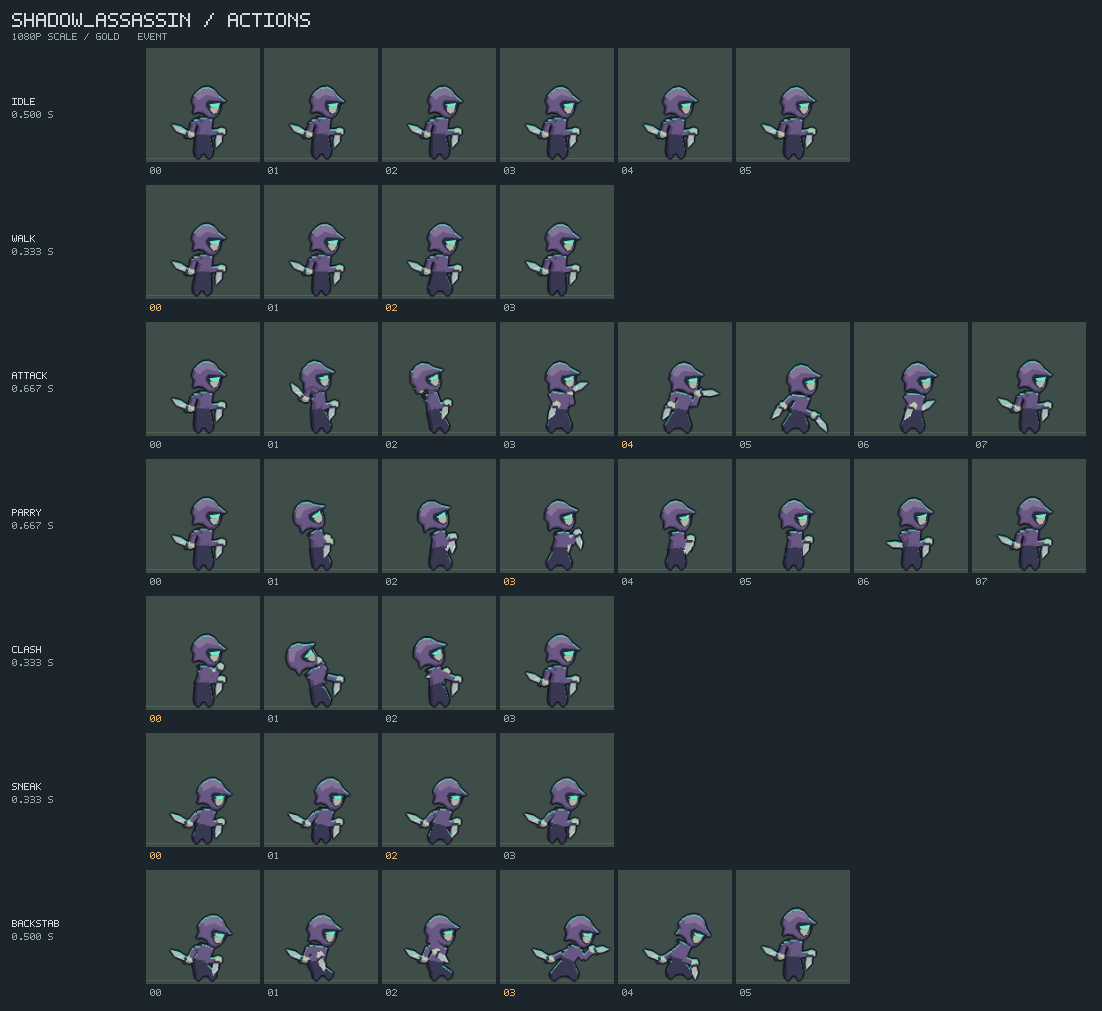 SHADOW_ASSASSIN / ACTIONS
1080P SCALE / GOLD EVENT
IDLE
0.500 S
00 01 02 03 04 05
WALK
0.333 S
00 01 02 03
ATTACK
0.667 S
00 01 02 03 04 05 06 07
PARRY
0.667 S
00 01 02 03 04 05 06 07
CLASH
0.333 S
00 01 02 03
SNEAK
0.333 S
00 01 02 03
BACKSTAB
0.500 S
00 01 02 03 04 05